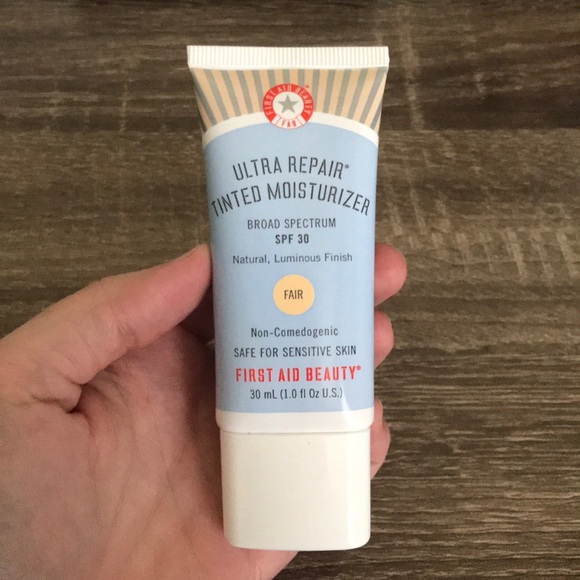 FIRST AID BEAUTY
FAB
ULTRA REPAIR®
TINTED MOISTURIZER
BROAD SPECTRUM
SPF 30
Natural, Luminous Finish
FAIR
Non-Comedogenic
SAFE FOR SENSITIVE SKIN
FIRST AID BEAUTY®
30 mL (1.0 fl Oz U.S.)